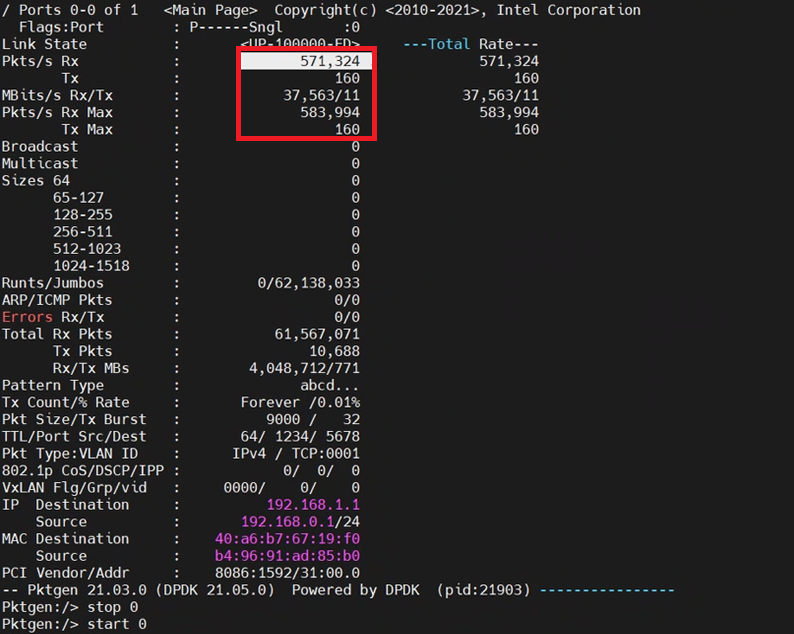 / Ports 0-0 of 1   <Main Page>  Copyright(c) <2010-2021>, Intel Corporation
  Flags:Port        : P------Sngl       :0
Link State          :       <UP-100000-FD>     ---Total Rate---
Pkts/s Rx           :              571,324              571,324
       Tx           :                  160                  160
MBits/s Rx/Tx       :            37,563/11            37,563/11
Pkts/s Rx Max       :              583,994              583,994
       Tx Max       :                  160                  160
Broadcast           :                    0
Multicast           :                    0
Sizes 64            :                    0
      65-127        :                    0
      128-255       :                    0
      256-511       :                    0
      512-1023      :                    0
      1024-1518     :                    0
Runts/Jumbos        :         0/62,138,033
ARP/ICMP Pkts       :                  0/0
Errors Rx/Tx        :                  0/0
Total Rx Pkts       :           61,567,071
      Tx Pkts       :               10,688
      Rx/Tx MBs     :        4,048,712/771
Pattern Type        :              abcd...
Tx Count/% Rate     :       Forever /0.01%
Pkt Size/Tx Burst   :          9000 /   32
TTL/Port Src/Dest   :       64/ 1234/ 5678
Pkt Type:VLAN ID    :      IPv4 / TCP:0001
802.1p CoS/DSCP/IPP :            0/  0/  0
VxLAN Flg/Grp/vid   :     0000/    0/    0
IP  Destination     :          192.168.1.1
    Source          :       192.168.0.1/24
MAC Destination     :    40:a6:b7:67:19:f0
    Source          :    b4:96:91:ad:85:b0
PCI Vendor/Addr     :    8086:1592/31:00.0
-- Pktgen 21.03.0 (DPDK 21.05.0)  Powered by DPDK  (pid:21903) ----------------
Pktgen:/> stop 0
Pktgen:/> start 0